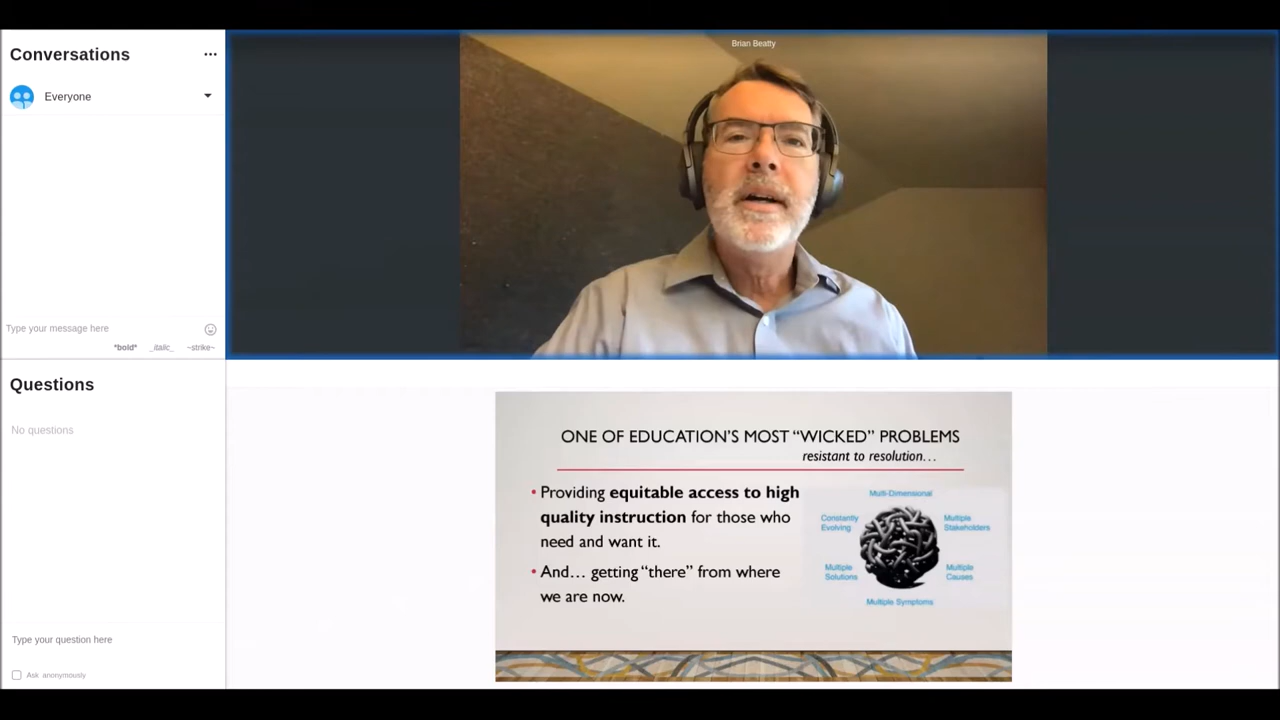 Conversations
Everyone
Type your message here
*bold* _italic_ ~strike~
Questions
No questions
Type your question here
Ask anonymously
Brian Beatty
ONE OF EDUCATION'S MOST “WICKED” PROBLEMS
resistant to resolution…
• Providing equitable access to high
quality instruction for those who
need and want it.
• And… getting “there” from where
we are now.
Multi-Dimensional
Constantly
Evolving
Multiple
Stakeholders
Multiple
Solutions
Multiple
Causes
Multiple Symptoms